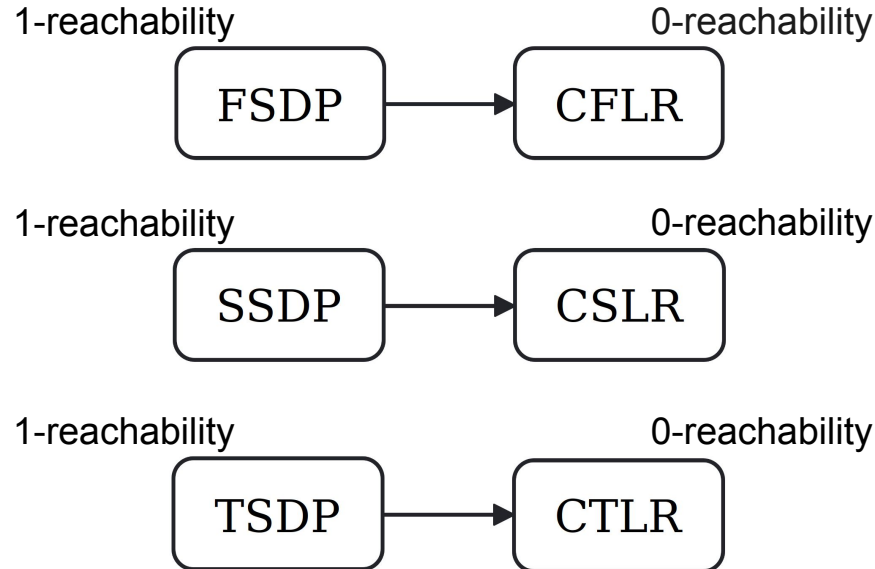 1-reachability 0-reachability
FSDP CFLR
1-reachability 0-reachability
SSDP CSLR
1-reachability 0-reachability
TSDP CTLR